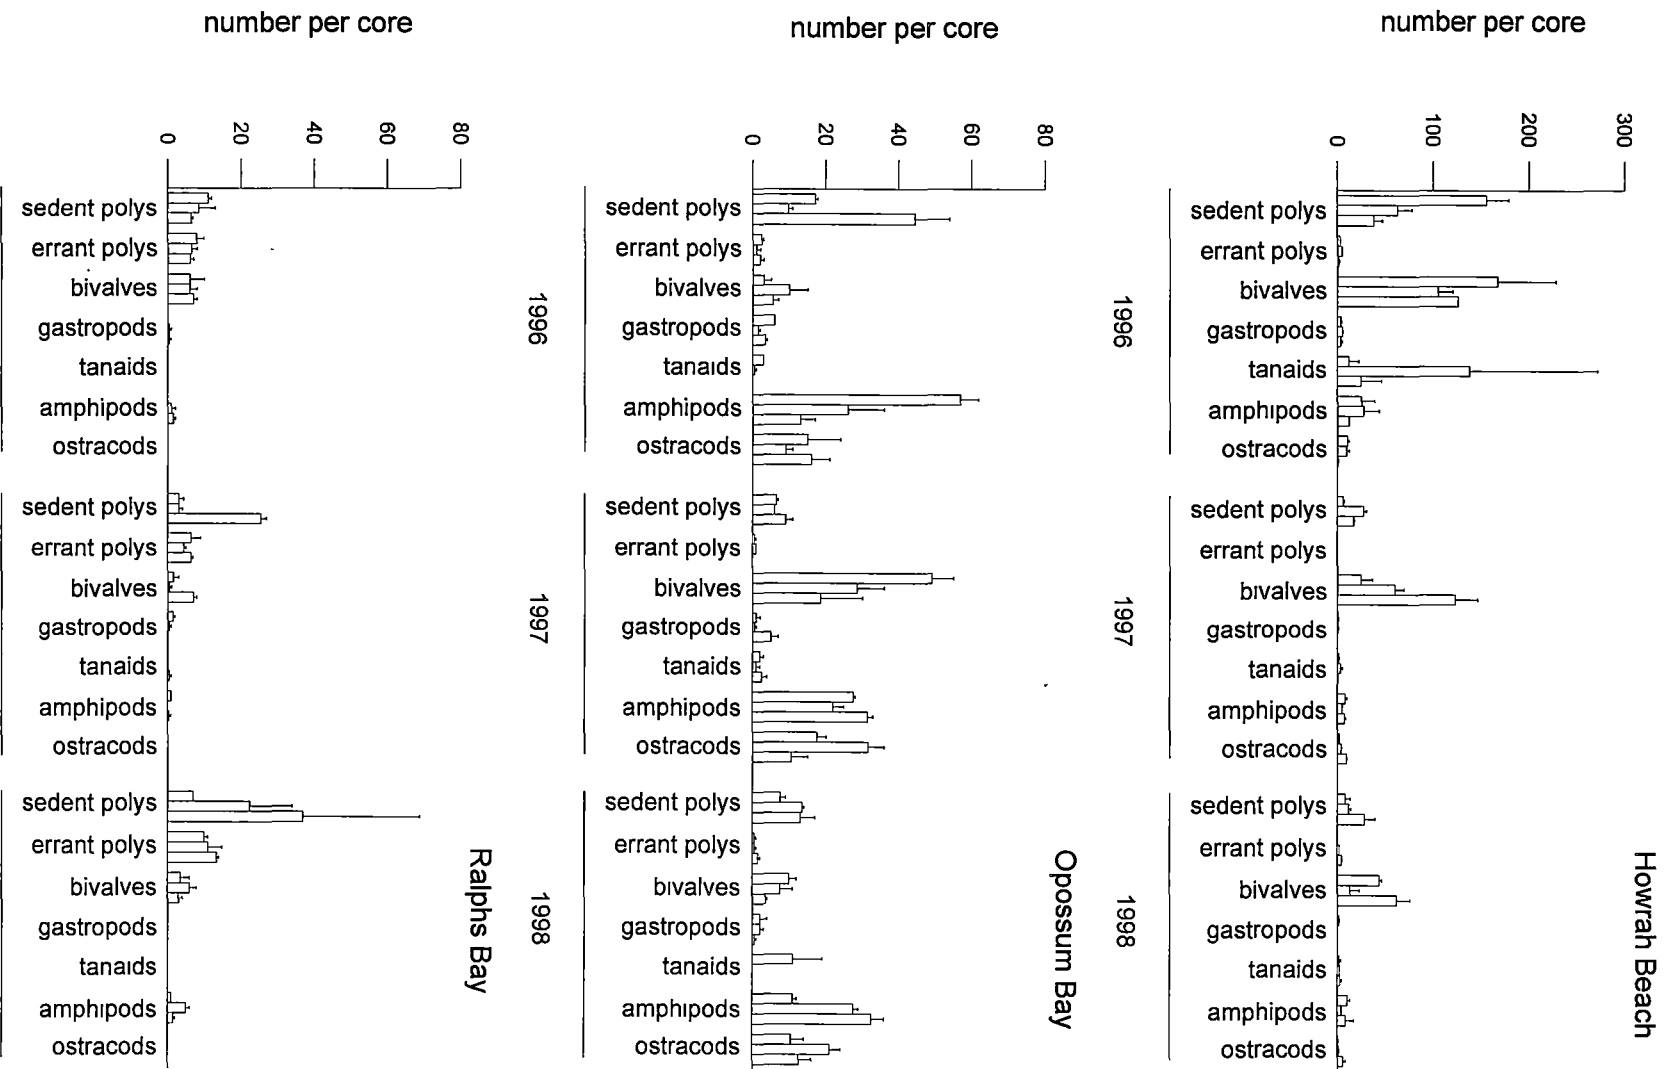 Howrah Beach
number per core
300
200
100
0
sedent polys
errant polys
bivalves
gastropods
tanaids
amphipods
ostracods
1996
sedent polys
errant polys
bivalves
gastropods
tanaids
amphipods
ostracods
1997
sedent polys
errant polys
bivalves
gastropods
tanaids
amphipods
ostracods
1998
Opossum Bay
number per core
80
60
40
20
0
sedent polys
errant polys
bivalves
gastropods
tanaids
amphipods
ostracods
1996
sedent polys
errant polys
bivalves
gastropods
tanaids
amphipods
ostracods
1997
sedent polys
errant polys
bivalves
gastropods
tanaids
amphipods
ostracods
1998
Ralphs Bay
number per core
80
60
40
20
0
sedent polys
errant polys
bivalves
gastropods
tanaids
amphipods
ostracods
1996
sedent polys
errant polys
bivalves
gastropods
tanaids
amphipods
ostracods
1997
sedent polys
errant polys
bivalves
gastropods
tanaids
amphipods
ostracods
1998